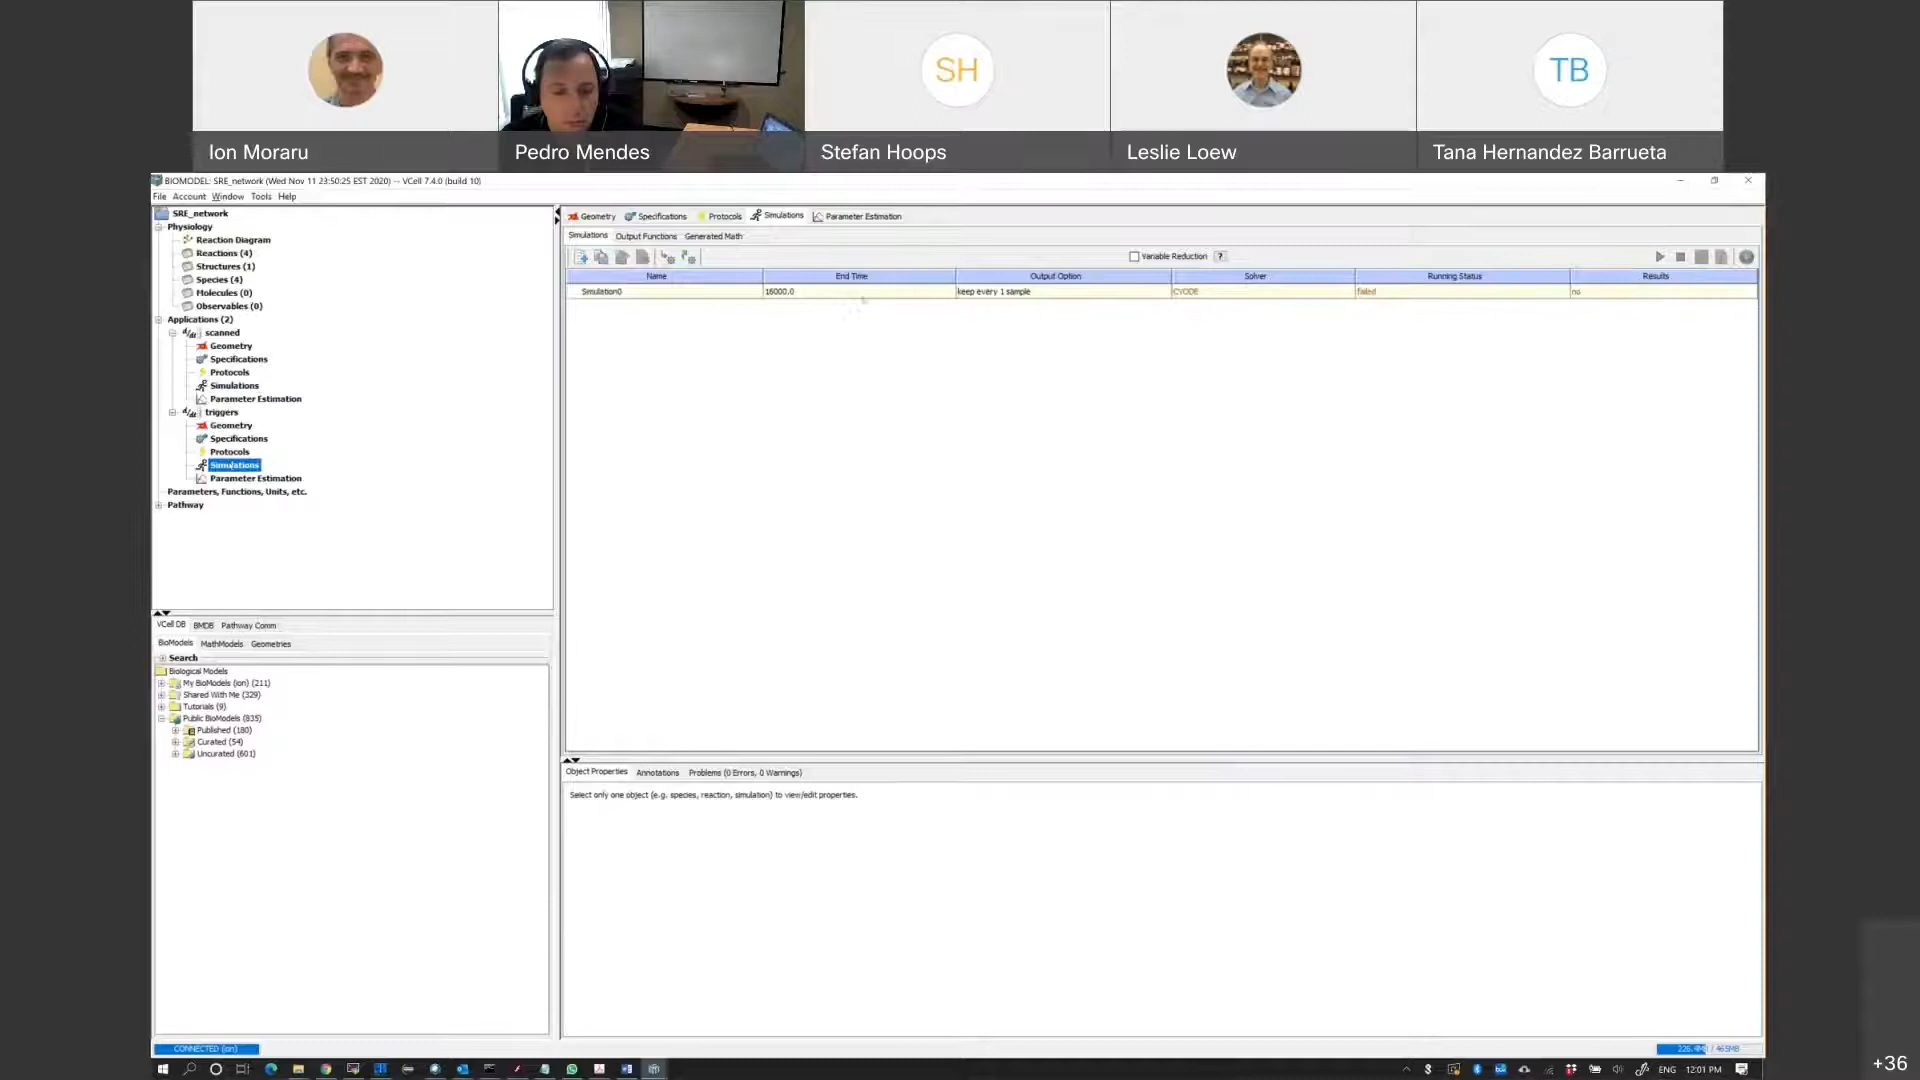 SH
TB
Ion Moraru
Pedro Mendes
Stefan Hoops
Leslie Loew
Tana Hernandez Barrueta
BIOMODEL: SRE_network (Wed Nov 11 23:50:25 EST 2020) -- VCell 7.4.0 (build 10)
File Account Window Tools Help
SRE_network
Physiology
Reaction Diagram
Reactions (4)
Structures (1)
Species (4)
Molecules (0)
Observables (0)
Applications (2)
scanned
Geometry
Specifications
Protocols
Simulations
Parameter Estimation
triggers
Geometry
Specifications
Protocols
Simulations
Parameter Estimation
Parameters, Functions, Units, etc.
Pathway
VCell DB BMDB Pathway Comm
BioModels MathModels Geometries
Search
Biological Models
My BioModels (ion) (211)
Shared With Me (329)
Tutorials (9)
Public BioModels (835)
Published (180)
Curated (54)
Uncurated (601)
Geometry Specifications Protocols Simulations Parameter Estimation
Simulations Output Functions Generated Math
Variable Reduction ?
Name End Time Output Option Solver Running Status Results
Simulation0 16000.0 keep every 1 sample CVODE failed no
Object Properties Annotations Problems (0 Errors, 0 Warnings)
Select only one object (e.g. species, reaction, simulation) to view/edit properties.
CONNECTED (ion)
226.4MB / 465MB
ENG 12:01 PM
+36